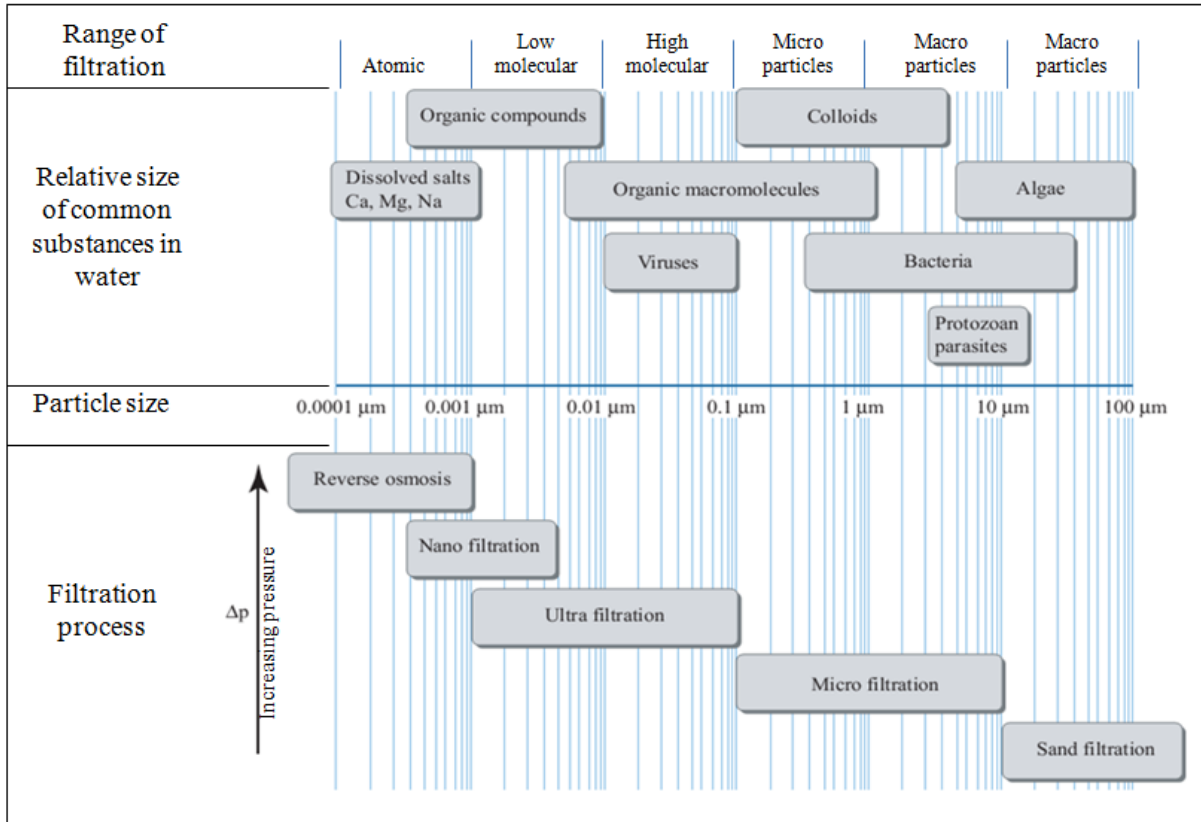 Range of
filtration
Atomic
Low
molecular
High
molecular
Micro
particles
Macro
particles
Macro
particles
Relative size
of common
substances in
water
Organic compounds
Colloids
Dissolved salts
Ca, Mg, Na
Organic macromolecules
Algae
Viruses
Bacteria
Protozoan
parasites
Particle size
0.0001 μm
0.001 μm
0.01 μm
0.1 μm
1 μm
10 μm
100 μm
Filtration
process
Δp
Increasing pressure
Reverse osmosis
Nano filtration
Ultra filtration
Micro filtration
Sand filtration